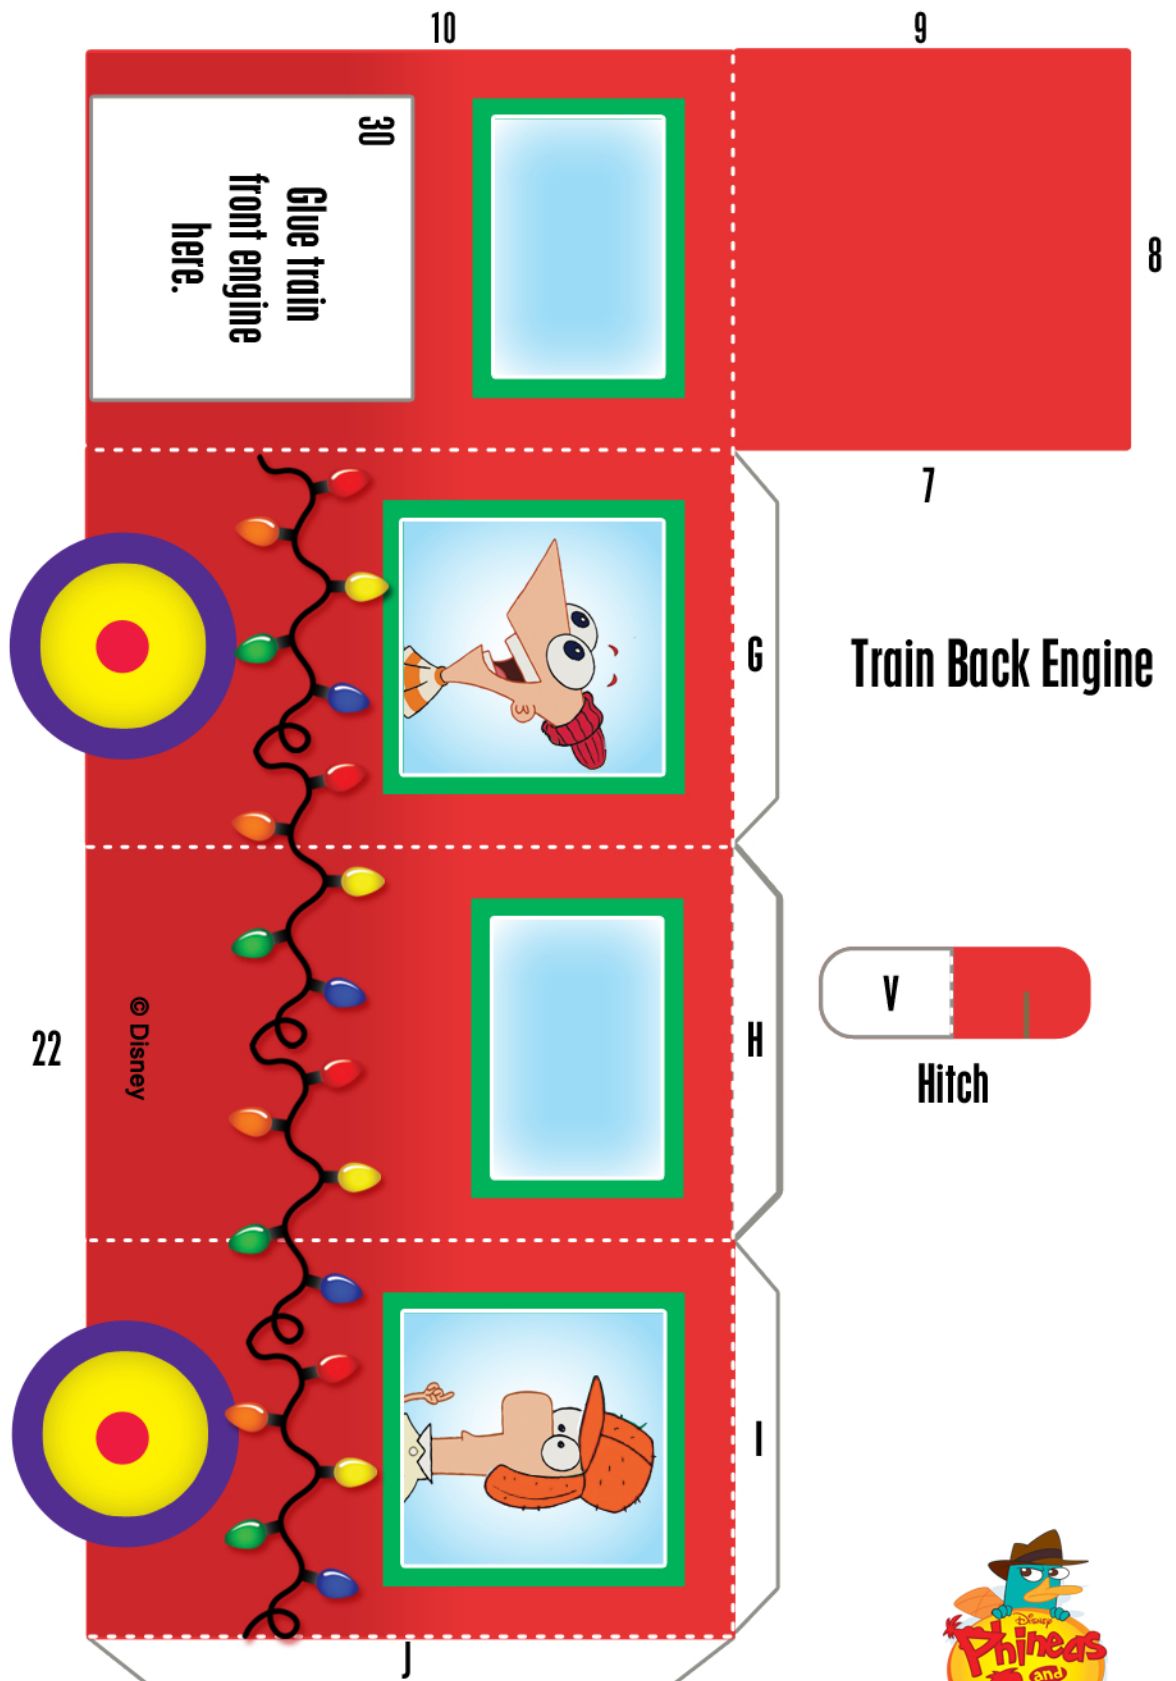 10
9
30
Glue train
front engine
here.
8
7
G
Train Back Engine
V
H
Hitch
22
© Disney
I
J
Disney
Phineas
and